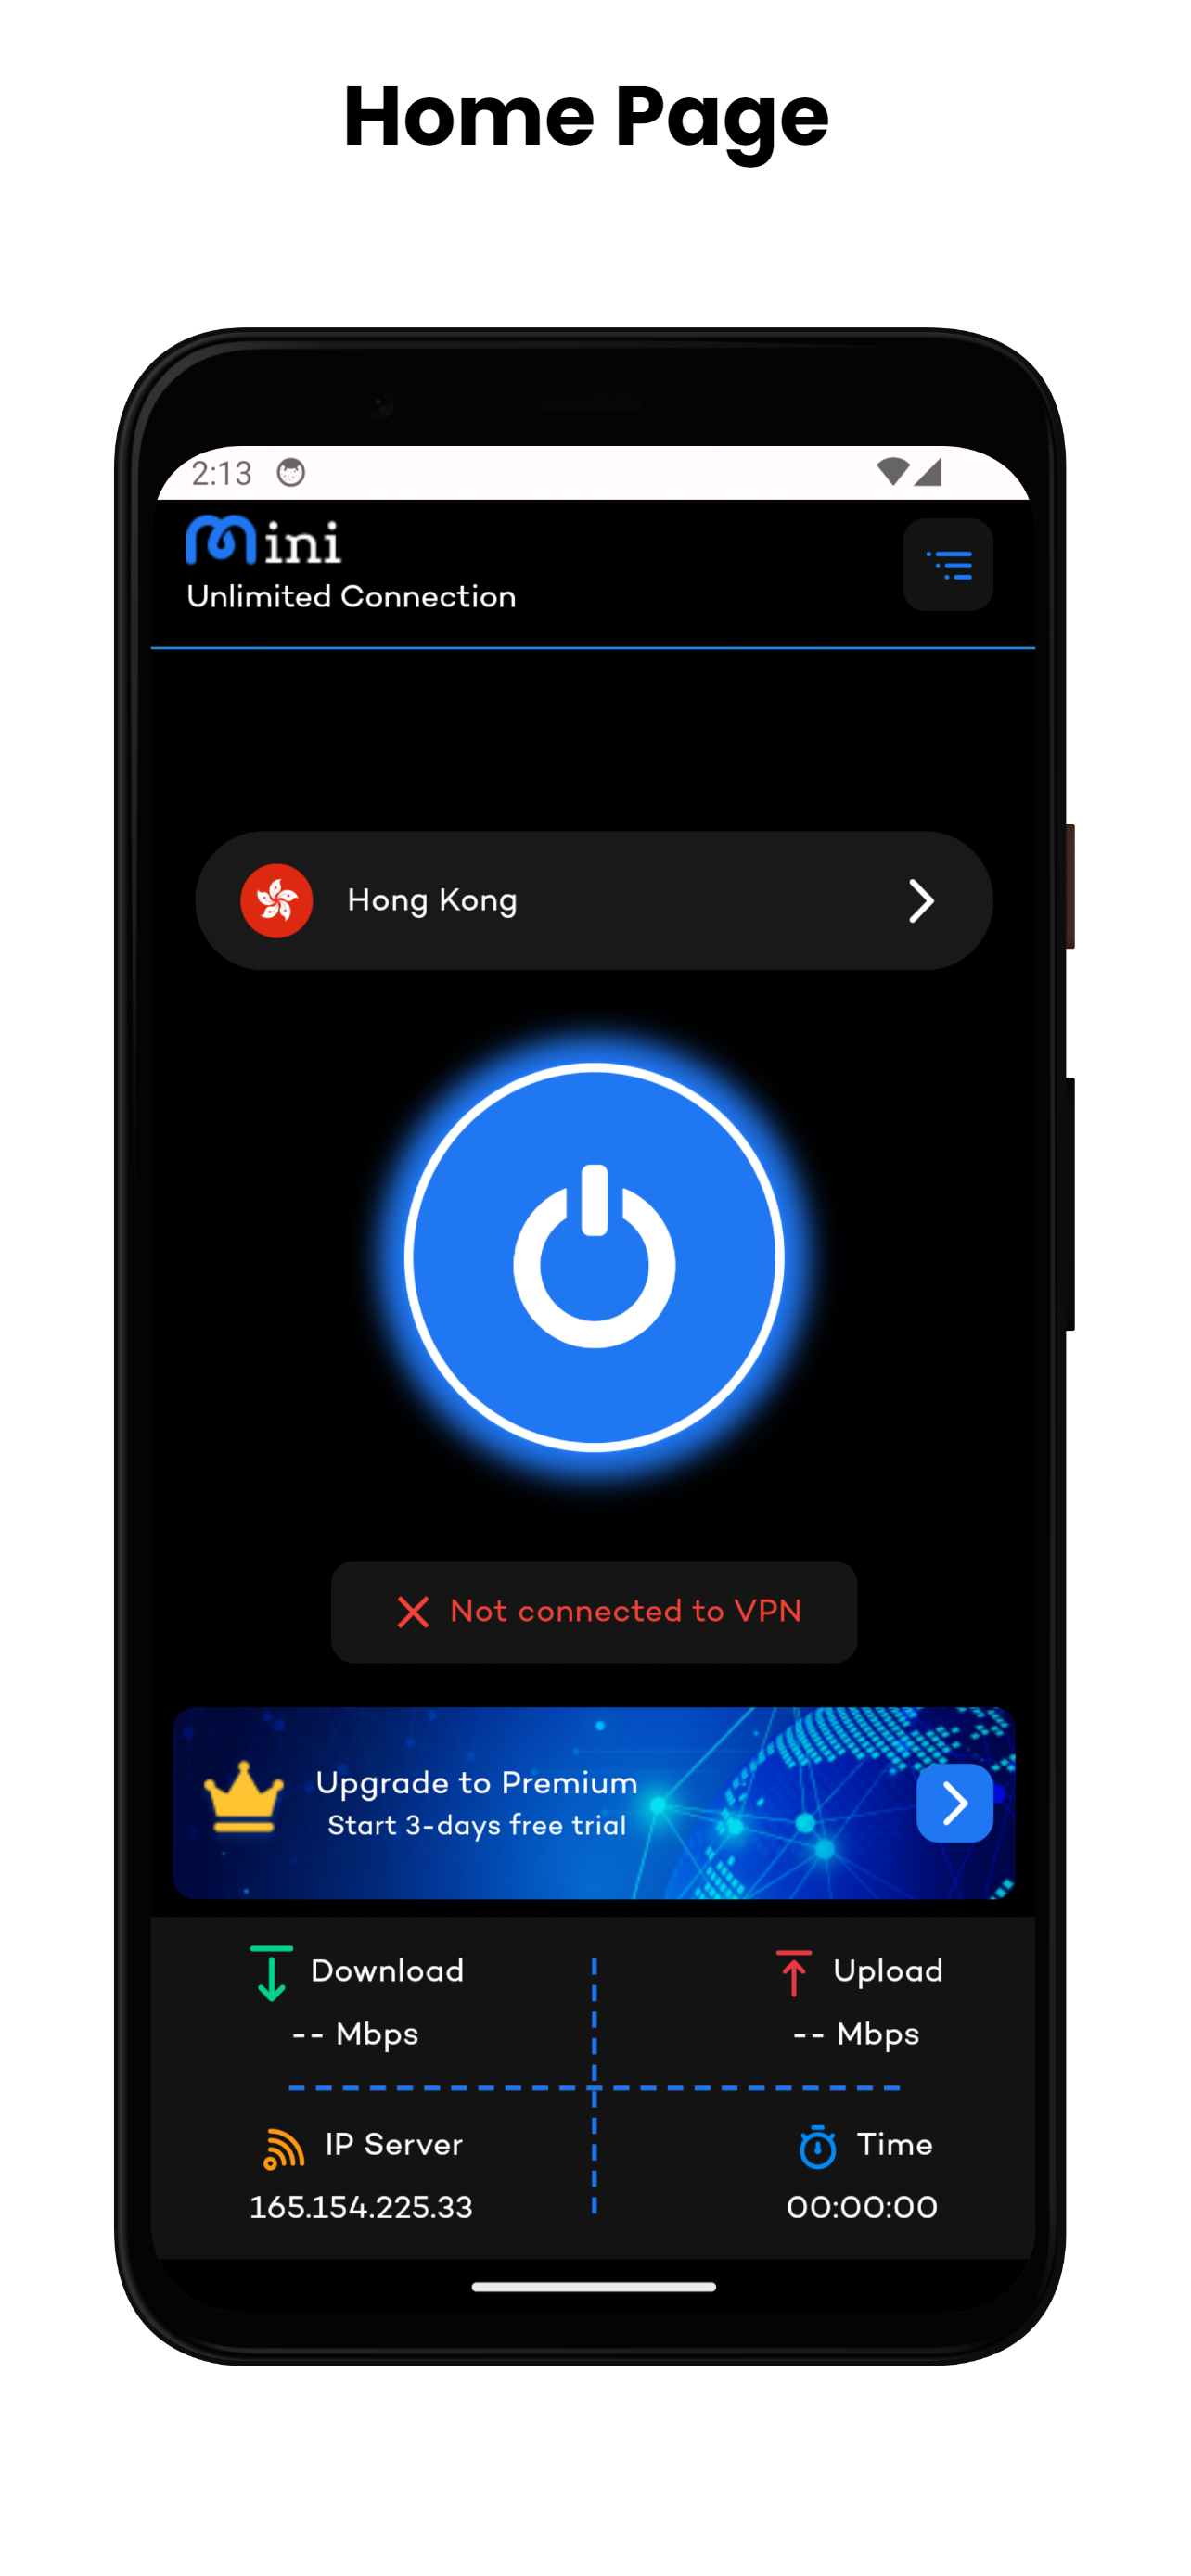 Home Page
2:13
Mini
Unlimited Connection
Hong Kong
Not connected to VPN
Upgrade to Premium
Start 3-days free trial
Download
Upload
-- Mbps
-- Mbps
IP Server
Time
165.154.225.33
00:00:00